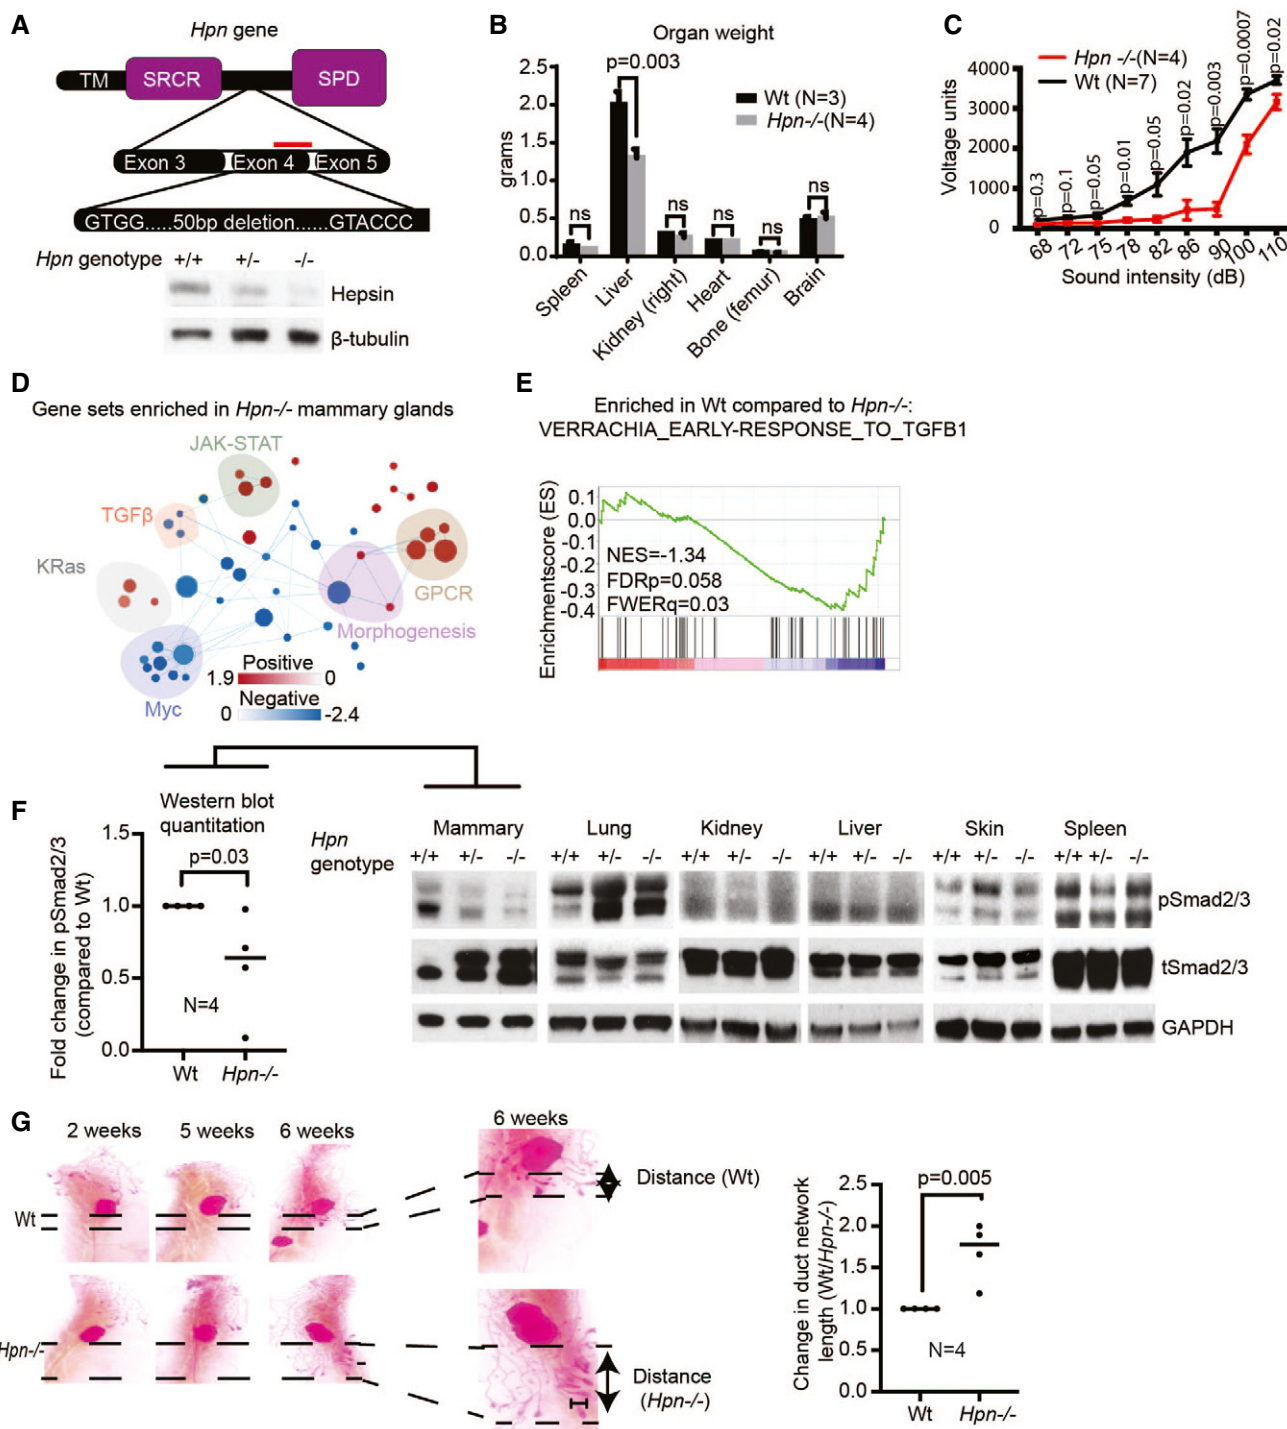 A
Hpn gene
TM
SRCR
SPD
Exon 3
Exon 4
Exon 5
GTGG.....50bp deletion......GTACCC
Hpn genotype +/+ +/- -/-
Hepsin
β-tubulin
B
Organ weight
p=0.003
Wt (N=3)
Hpn-/-(N=4)
grams
2.5
2.0
1.5
1.0
0.5
0.0
ns
ns
ns
ns
ns
Spleen
Liver
Kidney (right)
Heart
Bone (femur)
Brain
C
Hpn -/-(N=4)
Wt (N=7)
Voltage units
4000
3000
2000
1000
0
p=0.3
p=0.1
p=0.05
p=0.01
p=0.05
p=0.02
p=0.003
p=0.0007
p=0.02
68 72 75 78 82 86 90 100 110
Sound intensity (dB)
D
Gene sets enriched in Hpn-/- mammary glands
JAK-STAT
TGFβ
KRas
GPCR
Morphogenesis
Myc
Positive
1.9 0
Negative
0 -2.4
E
Enriched in Wt compared to Hpn-/-:
VERRACHIA_EARLY-RESPONSE_TO_TGFB1
Enrichmentscore (ES)
0.1
0.0
-0.1
-0.2
-0.3
-0.4
NES=-1.34
FDRp=0.058
FWERq=0.03
F
Western blot
quantitation
Fold change in pSmad2/3
(compared to Wt)
1.5
1.0
0.5
0.0
p=0.03
N=4
Wt Hpn-/-
Hpn
genotype
Mammary Lung Kidney Liver Skin Spleen
+/+ +/- -/- +/+ +/- -/- +/+ +/- -/- +/+ +/- -/- +/+ +/- -/- +/+ +/- -/-
pSmad2/3
tSmad2/3
GAPDH
G
2 weeks 5 weeks 6 weeks
6 weeks
Wt
Hpn-/-
Distance (Wt)
Distance
(Hpn-/-)
Change in duct network
length (Wt/Hpn-/-)
2.5
2.0
1.5
1.0
0.5
0.0
p=0.005
N=4
Wt Hpn-/-